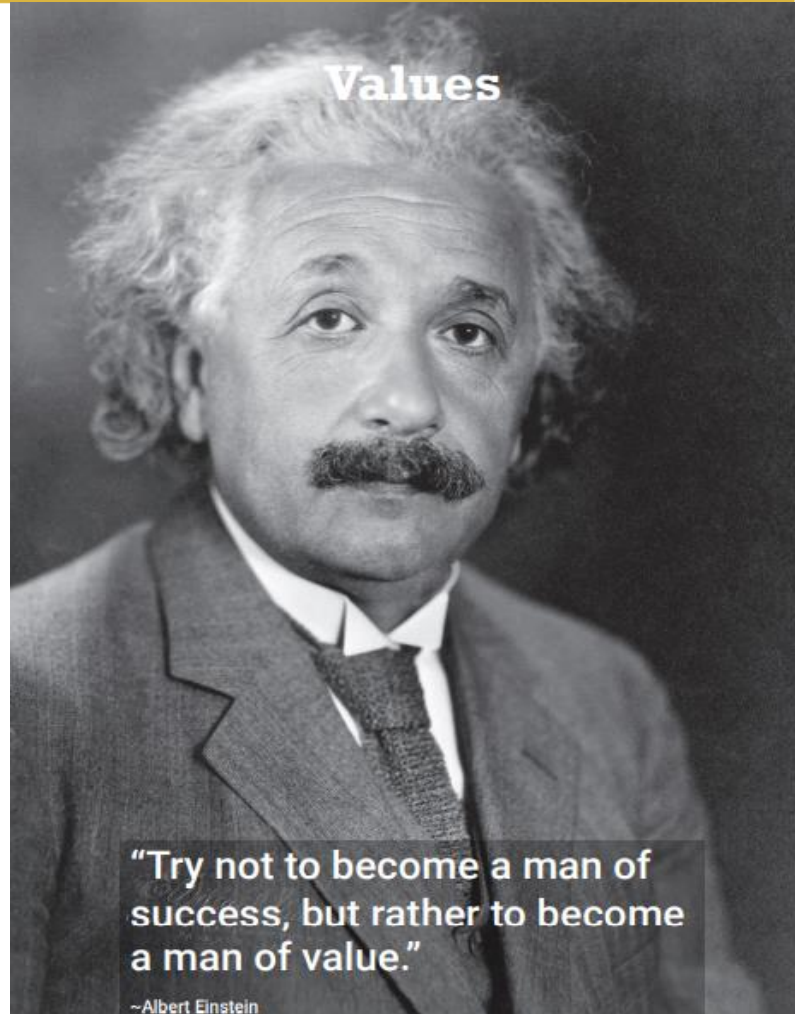 Values
“Try not to become a man of
success, but rather to become
a man of value.”
~Albert Einstein